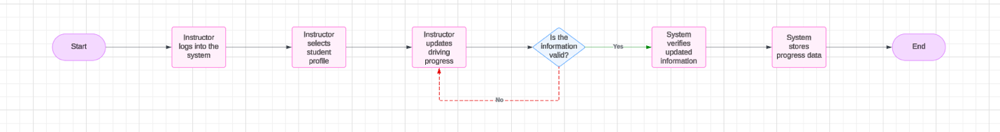 Start
Instructor
logs into the
system
Instructor
selects
student
profile
Instructor
updates
driving
progress
Is the
information
valid?
Yes
System
verifies
updated
information
System
stores
progress data
End
No